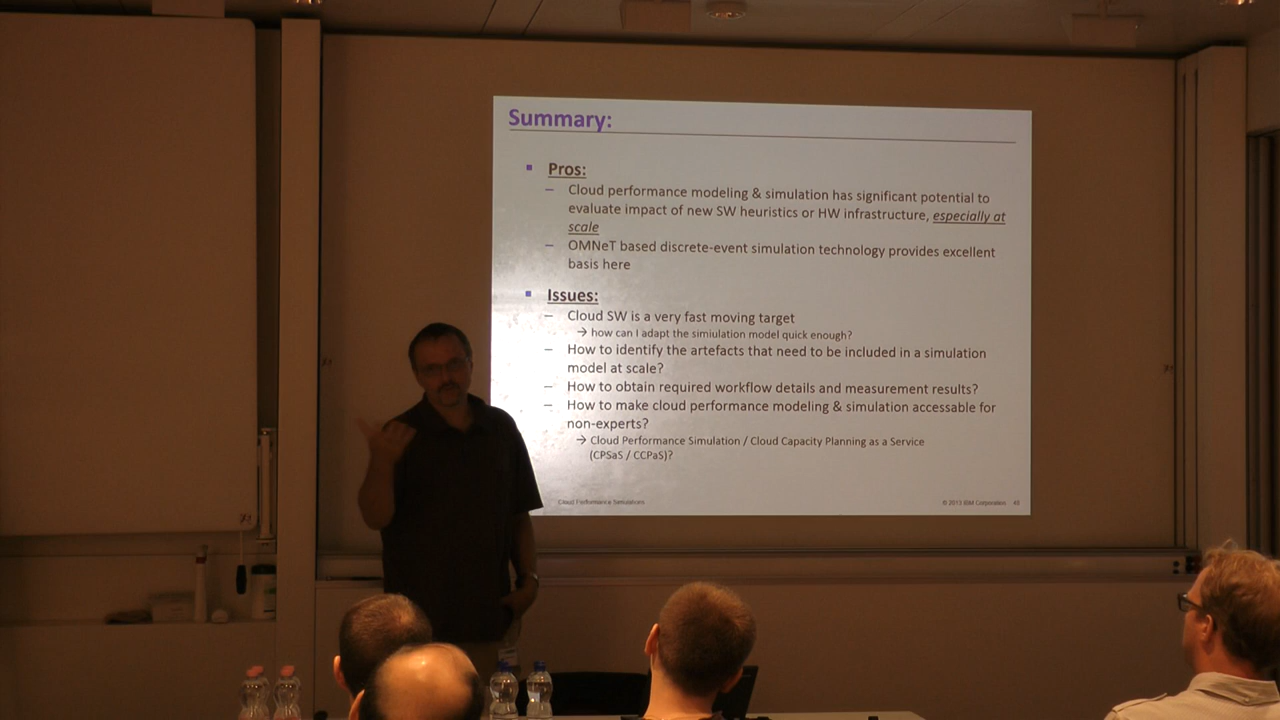 Summary:
Pros:
– Cloud performance modeling & simulation has significant potential to
evaluate impact of new SW heuristics or HW infrastructure, especially at
scale
– OMNeT based discrete-event simulation technology provides excellent
basis here
Issues:
– Cloud SW is a very fast moving target
→ how can I adapt the simiulation model quick enough?
– How to identify the artefacts that need to be included in a simulation
model at scale?
– How to obtain required workflow details and measurement results?
– How to make cloud performance modeling & simulation accessable for
non-experts?
→ Cloud Performance Simulation / Cloud Capacity Planning as a Service
(CPSaS / CCPaS)?
Cloud Performance Simulations
© 2013 IBM Corporation